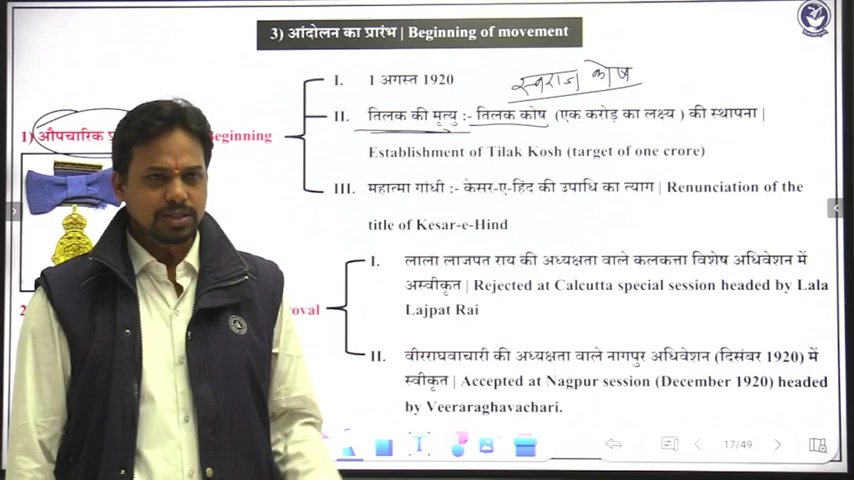 3) आंदोलन का प्रारंभ | Beginning of movement
स्वराज कोष
I. 1 अगस्त 1920
II. तिलक की मृत्यु :- तिलक कोष (एक करोड़ का लक्ष्य ) की स्थापना |
Establishment of Tilak Kosh (target of one crore)
III. महात्मा गांधी :- केसर-ए-हिंद की उपाधि का त्याग | Renunciation of the
title of Kesar-e-Hind
1) औपचारिक Beginning
I. लाला लाजपत राय की अध्यक्षता वाले कलकत्ता विशेष अधिवेशन में
अस्वीकृत | Rejected at Calcutta special session headed by Lala
Lajpat Rai
II. वीरराघवाचारी की अध्यक्षता वाले नागपुर अधिवेशन (दिसंबर 1920) में
स्वीकृत | Accepted at Nagpur session (December 1920) headed
by Veeraraghavachari.
17/49